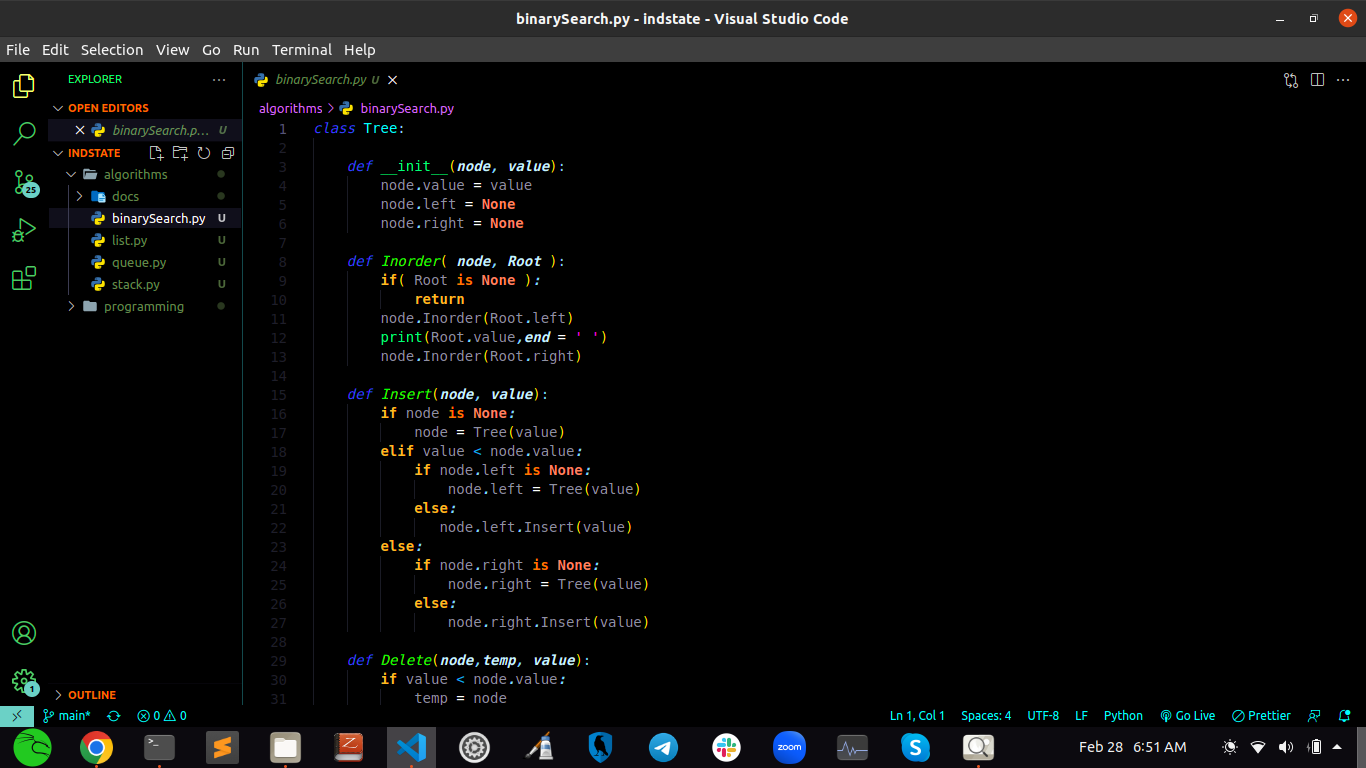 binarySearch.py - indstate - Visual Studio Code
File Edit Selection View Go Run Terminal Help
EXPLORER
OPEN EDITORS
binarySearch.p... U
INDSTATE
algorithms
docs
binarySearch.py U
list.py U
queue.py U
stack.py U
programming
OUTLINE
25
1
binarySearch.py U
algorithms > binarySearch.py
1 class Tree:
2
3 def __init__(node, value):
4 node.value = value
5 node.left = None
6 node.right = None
7
8 def Inorder( node, Root ):
9 if( Root is None ):
10 return
11 node.Inorder(Root.left)
12 print(Root.value,end = ' ')
13 node.Inorder(Root.right)
14
15 def Insert(node, value):
16 if node is None:
17 node = Tree(value)
18 elif value < node.value:
19 if node.left is None:
20 node.left = Tree(value)
21 else:
22 node.left.Insert(value)
23 else:
24 if node.right is None:
25 node.right = Tree(value)
26 else:
27 node.right.Insert(value)
28
29 def Delete(node,temp, value):
30 if value < node.value:
31 temp = node
main* 0 0 Ln 1, Col 1 Spaces: 4 UTF-8 LF Python Go Live Prettier
zoom Feb 28 6:51 AM